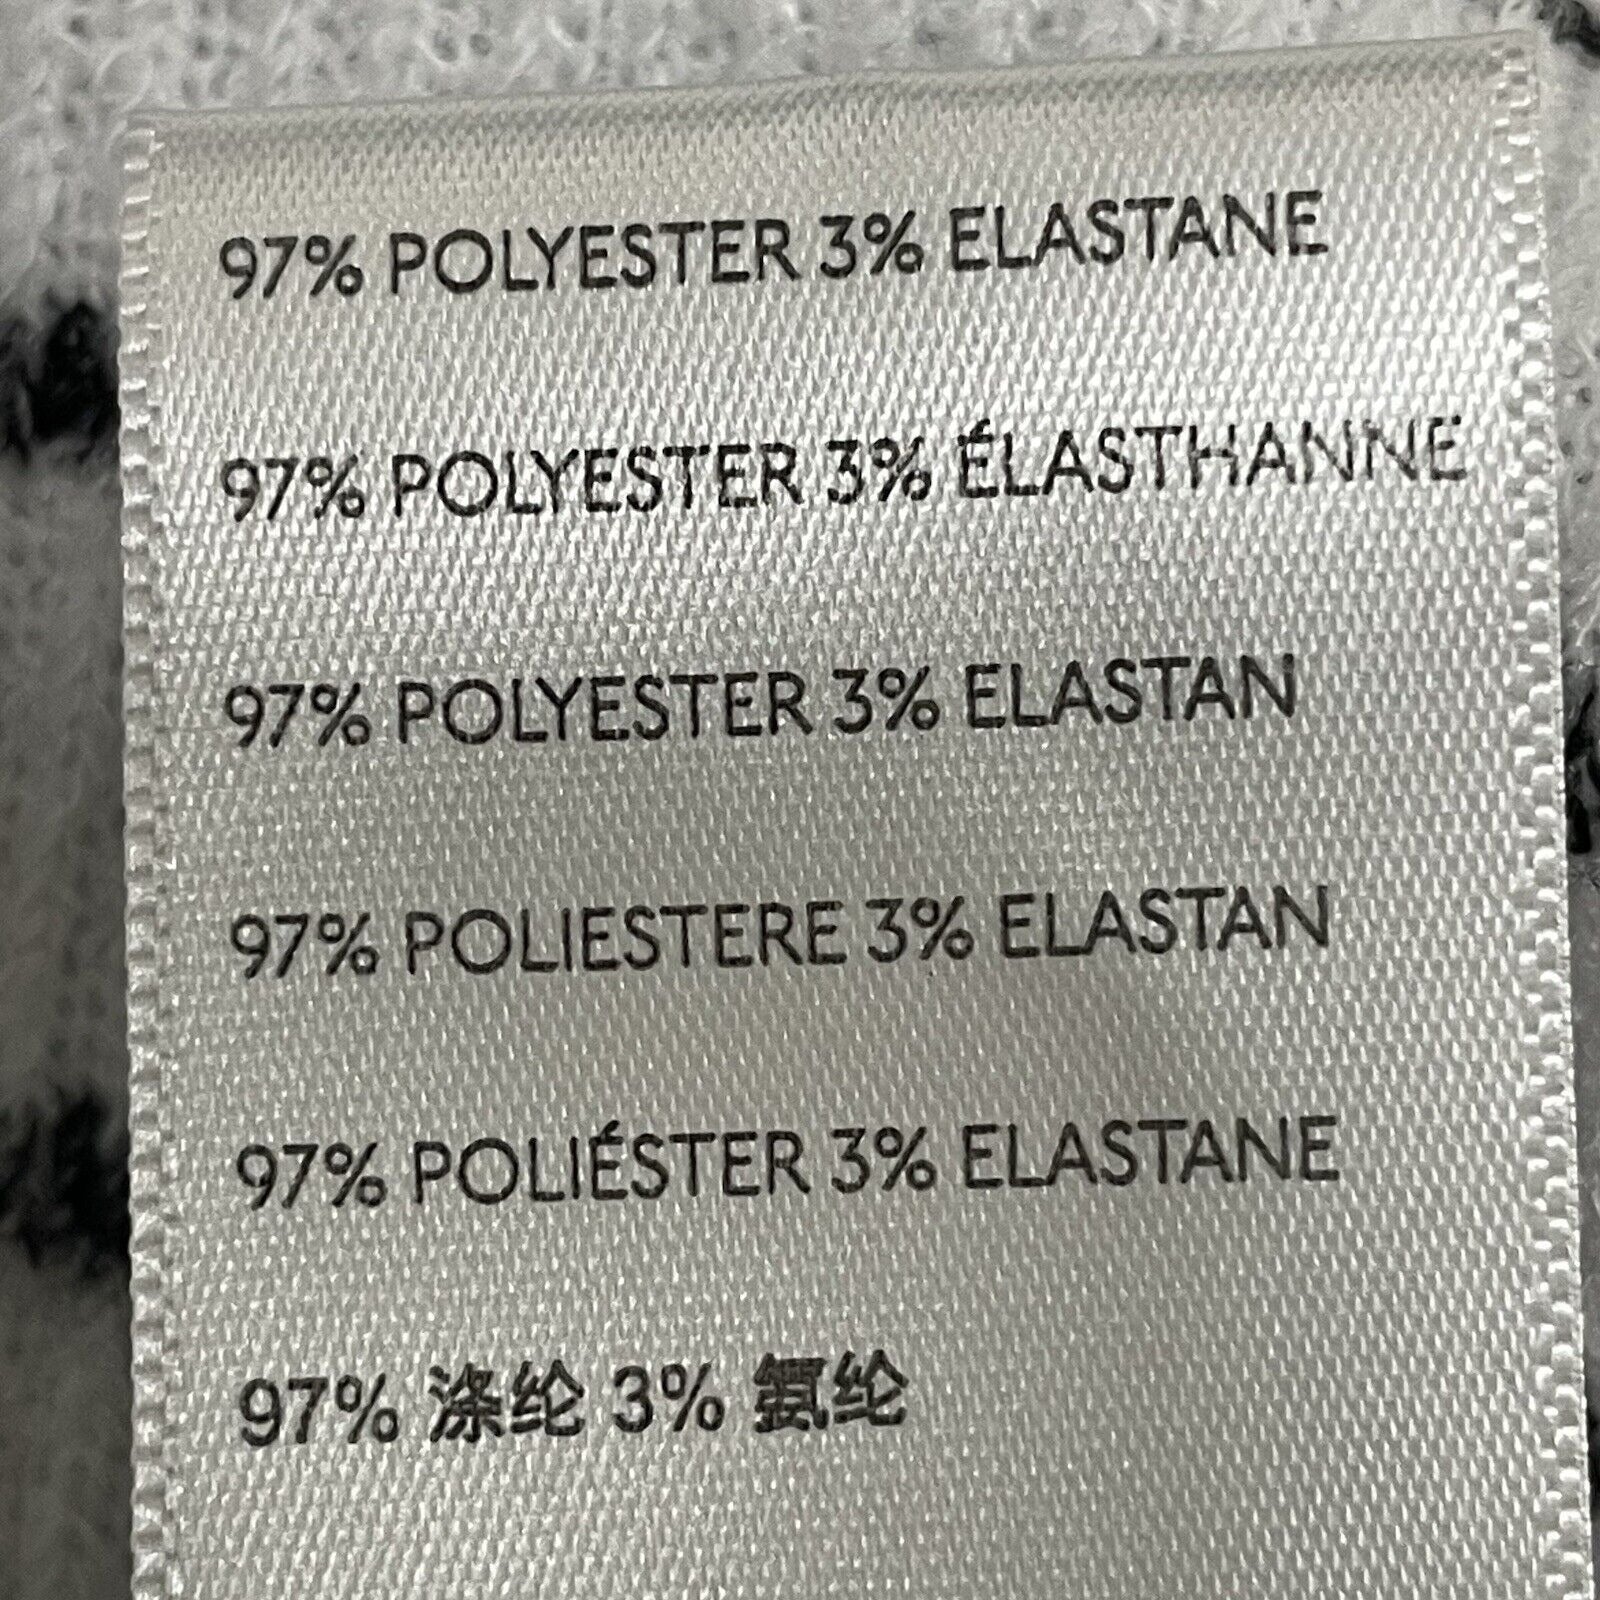 97% POLYESTER 3% ELASTANE
97% POLYESTER 3% ÉLASTHANNE
97% POLYESTER 3% ELASTAN
97% POLIESTERE 3% ELASTAN
97% POLIÉSTER 3% ELASTANE
97% 涤纶 3% 氨纶